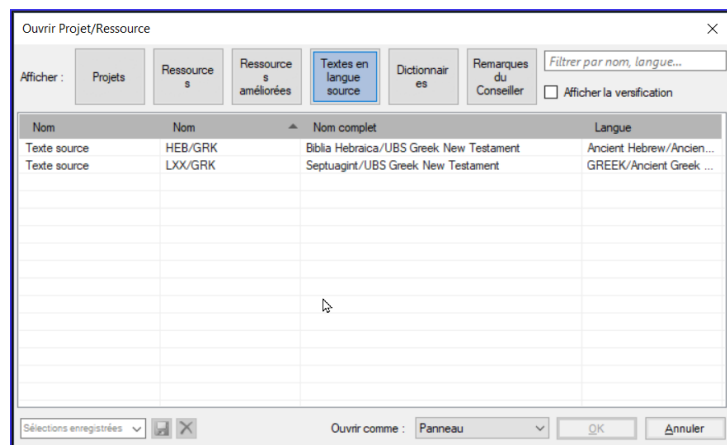 Ouvrir Projet/Ressource
Afficher :
Projets
Ressource
s
Ressource
s
améliorées
Textes en
langue
source
Dictionnair
es
Remarques
du
Conseiller
Filtrer par nom, langue...
Afficher la versification
Nom Nom Nom complet Langue
Texte source HEB/GRK Biblia Hebraica/UBS Greek New Testament Ancient Hebrew/Ancien...
Texte source LXX/GRK Septuagint/UBS Greek New Testament GREEK/Ancient Greek ...
Sélections enregistrées Ouvrir comme : Panneau OK Annuler